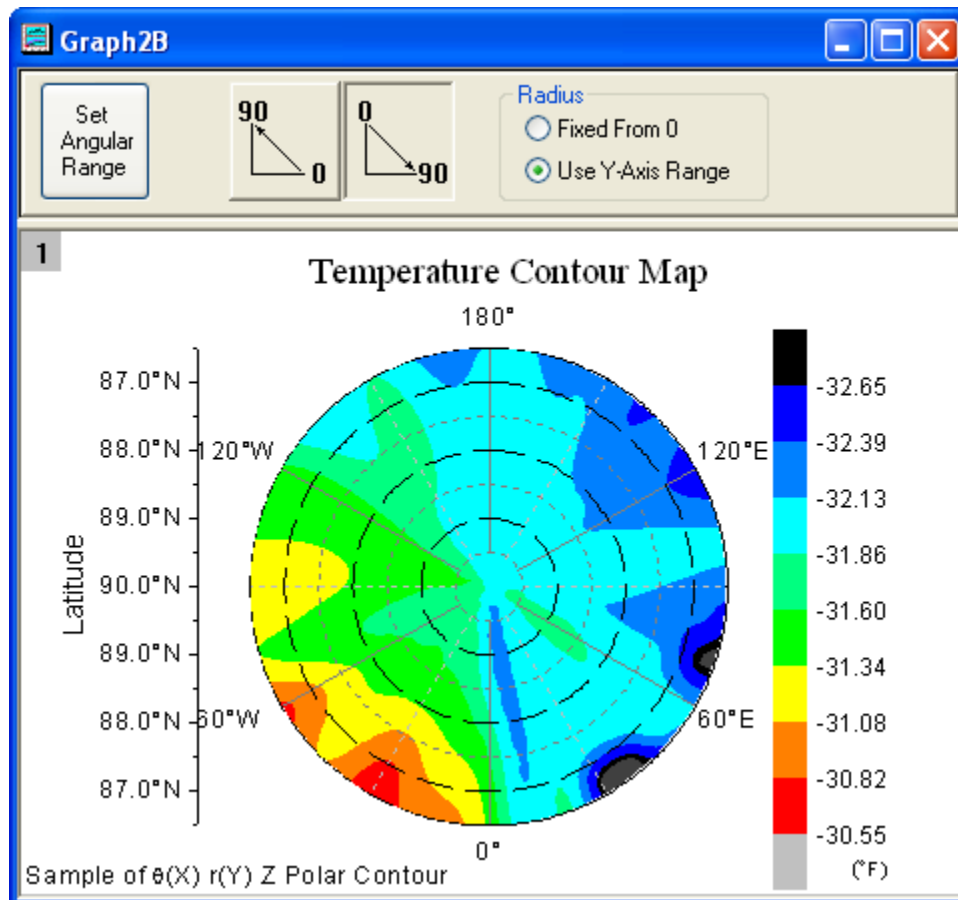 Graph2B
Set
Angular
Range
90
0
0
90
Radius
Fixed From 0
Use Y-Axis Range
1
Temperature Contour Map
180°
87.0°N
88.0°N
89.0°N
90.0°N
89.0°N
88.0°N
87.0°N
Latitude
120°W
120°E
60°W
60°E
0°
-32.65
-32.39
-32.13
-31.86
-31.60
-31.34
-31.08
-30.82
-30.55
(°F)
Sample of θ(X) r(Y) Z Polar Contour